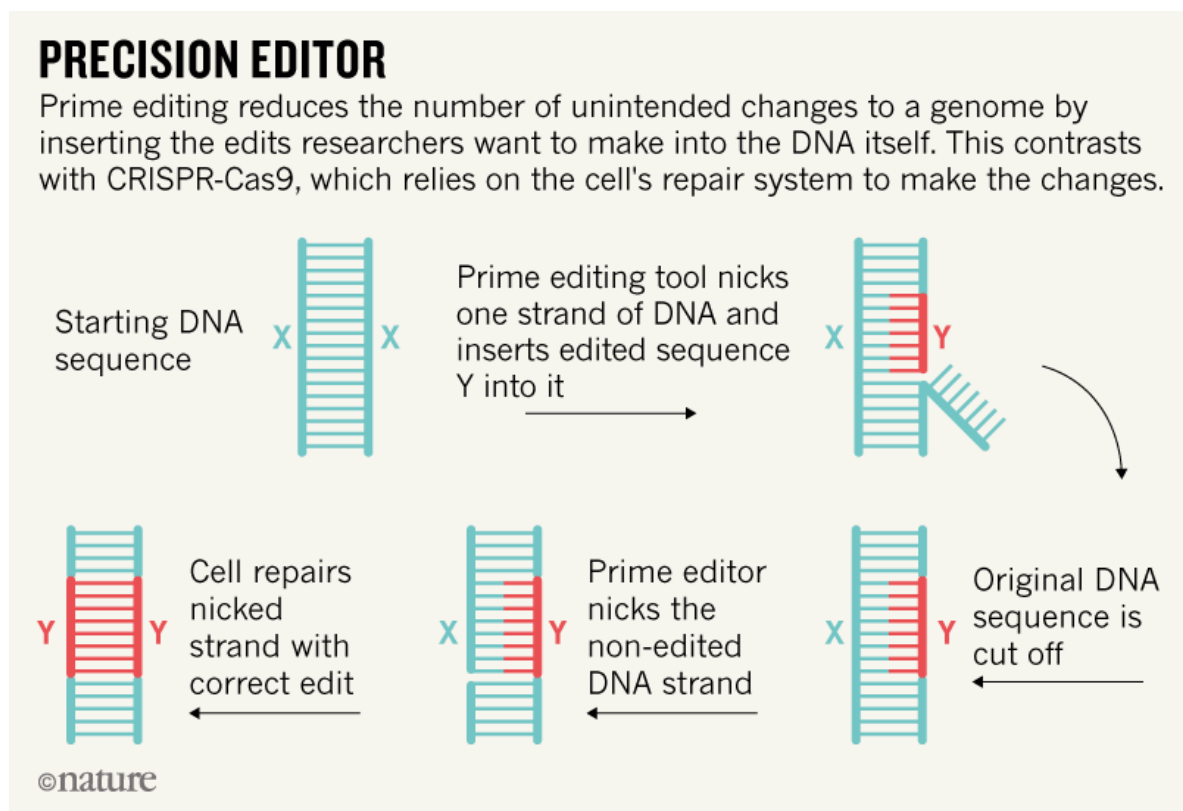 PRECISION EDITOR
Prime editing reduces the number of unintended changes to a genome by
inserting the edits researchers want to make into the DNA itself. This contrasts
with CRISPR-Cas9, which relies on the cell's repair system to make the changes.
Starting DNA
sequence
X
X
Prime editing tool nicks
one strand of DNA and
inserts edited sequence
Y into it
X
Y
Original DNA
sequence is
cut off
X
Y
Prime editor
nicks the
non-edited
DNA strand
X
Y
Cell repairs
nicked
strand with
correct edit
Y
Y
©nature